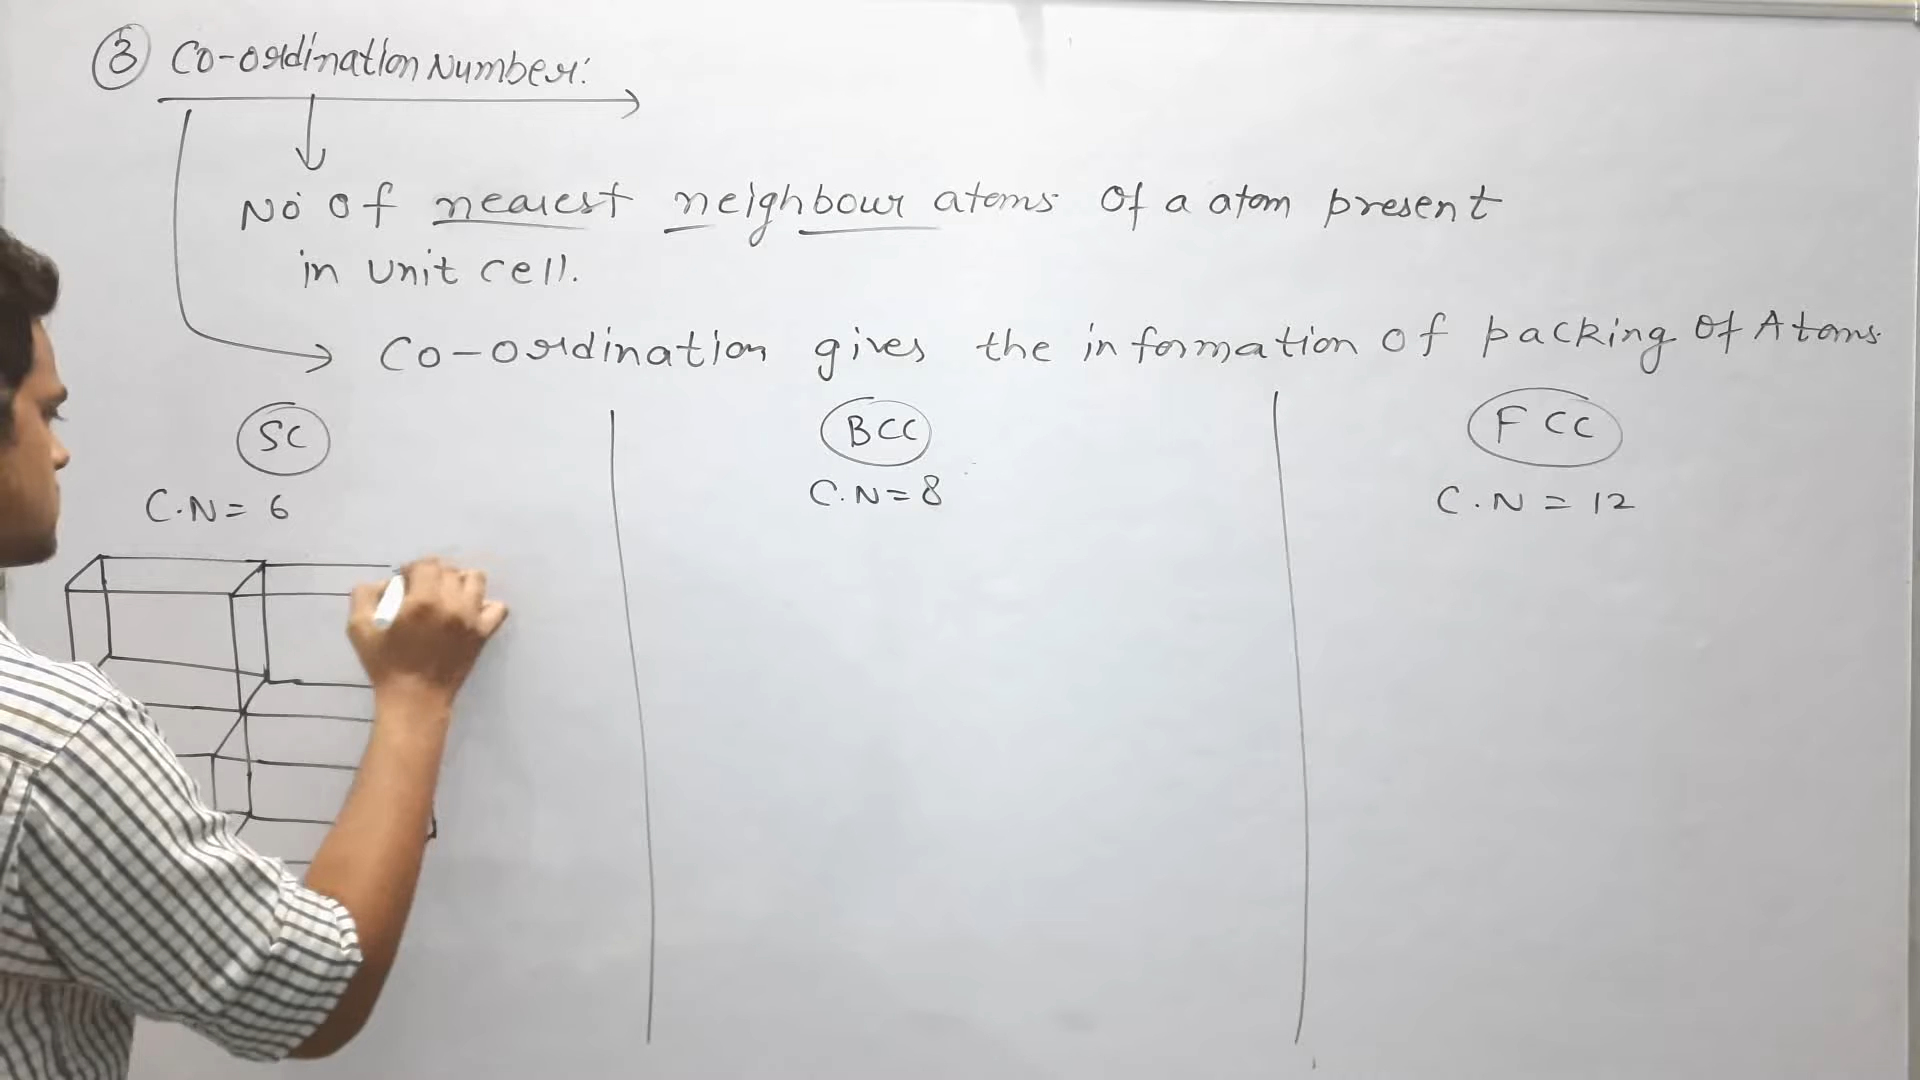 3 Co-ordination Number:
No of nearest neighbour atoms of a atom present
in unit cell.
Co-ordination gives the information of packing of Atoms.
SC
BCC
FCC
C.N= 6
C.N=8
C.N = 12